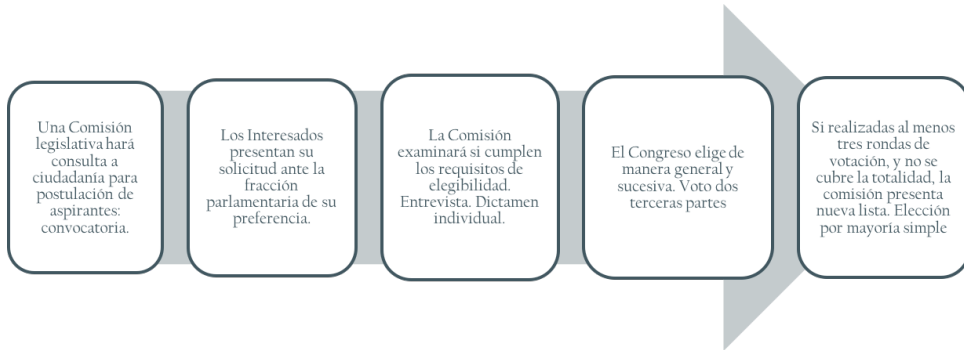 Una Comisión
legislativa hará
consulta a
ciudadanía para
postulación de
aspirantes:
convocatoria.
Los Interesados
presentan su
solicitud ante la
fracción
parlamentaria de su
preferencia.
La Comisión
examinará si cumplen
los requisitos de
elegibilidad.
Entrevista. Dictamen
individual.
El Congreso elige de
manera general y
sucesiva. Voto dos
terceras partes
Si realizadas al menos
tres rondas de
votación, y no se
cubre la totalidad, la
comisión presenta
nueva lista. Elección
por mayoría simple